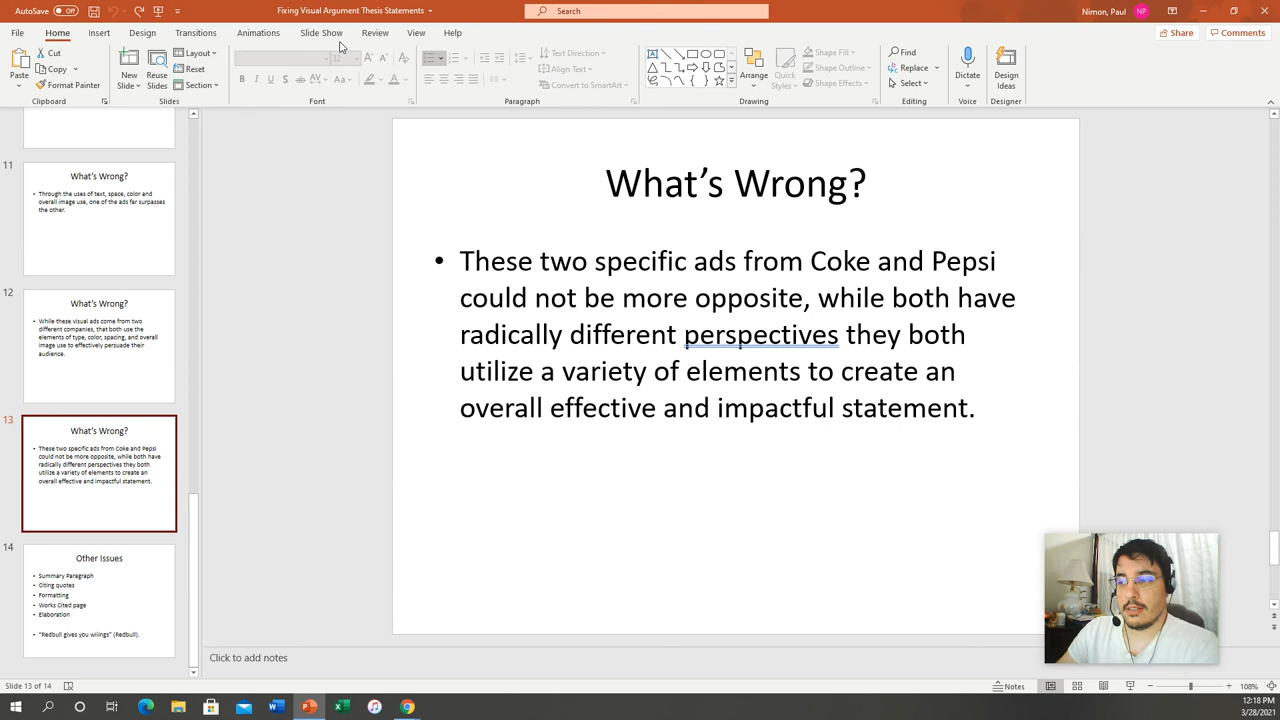 AutoSave Off Fixing Visual Argument Thesis Statements Search Nimon, Paul NP
File Home Insert Design Transitions Animations Slide Show Review View Help Share Comments
Paste Cut Copy Format Painter Clipboard
New Slide Reuse Slides Layout Reset Section Slides
32 Font
Text Direction Align Text Convert to SmartArt Paragraph
Arrange Quick Styles Shape Fill Shape Outline Shape Effects Drawing
Find Replace Select Editing
Dictate Voice
Design Ideas Designer
11
What's Wrong?
• Through the uses of text, space, color and
overall image use, one of the ads far surpasses
the other.
12
What's Wrong?
• While these visual ads come from two
different companies, that both use the
elements of type, color, spacing, and overall
image use to effectively persuade their
audience.
13
What's Wrong?
• These two specific ads from Coke and Pepsi
could not be more opposite, while both have
radically different perspectives they both
utilize a variety of elements to create an
overall effective and impactful statement.
14
Other Issues
• Summary Paragraph
• Citing quotes
• Formatting
• Works Cited page
• Elaboration
• "Redbull gives you wiiings" (Redbull).
What's Wrong?
• These two specific ads from Coke and Pepsi
could not be more opposite, while both have
radically different perspectives they both
utilize a variety of elements to create an
overall effective and impactful statement.
Click to add notes
Slide 13 of 14 Notes 108%
12:18 PM
3/28/2021